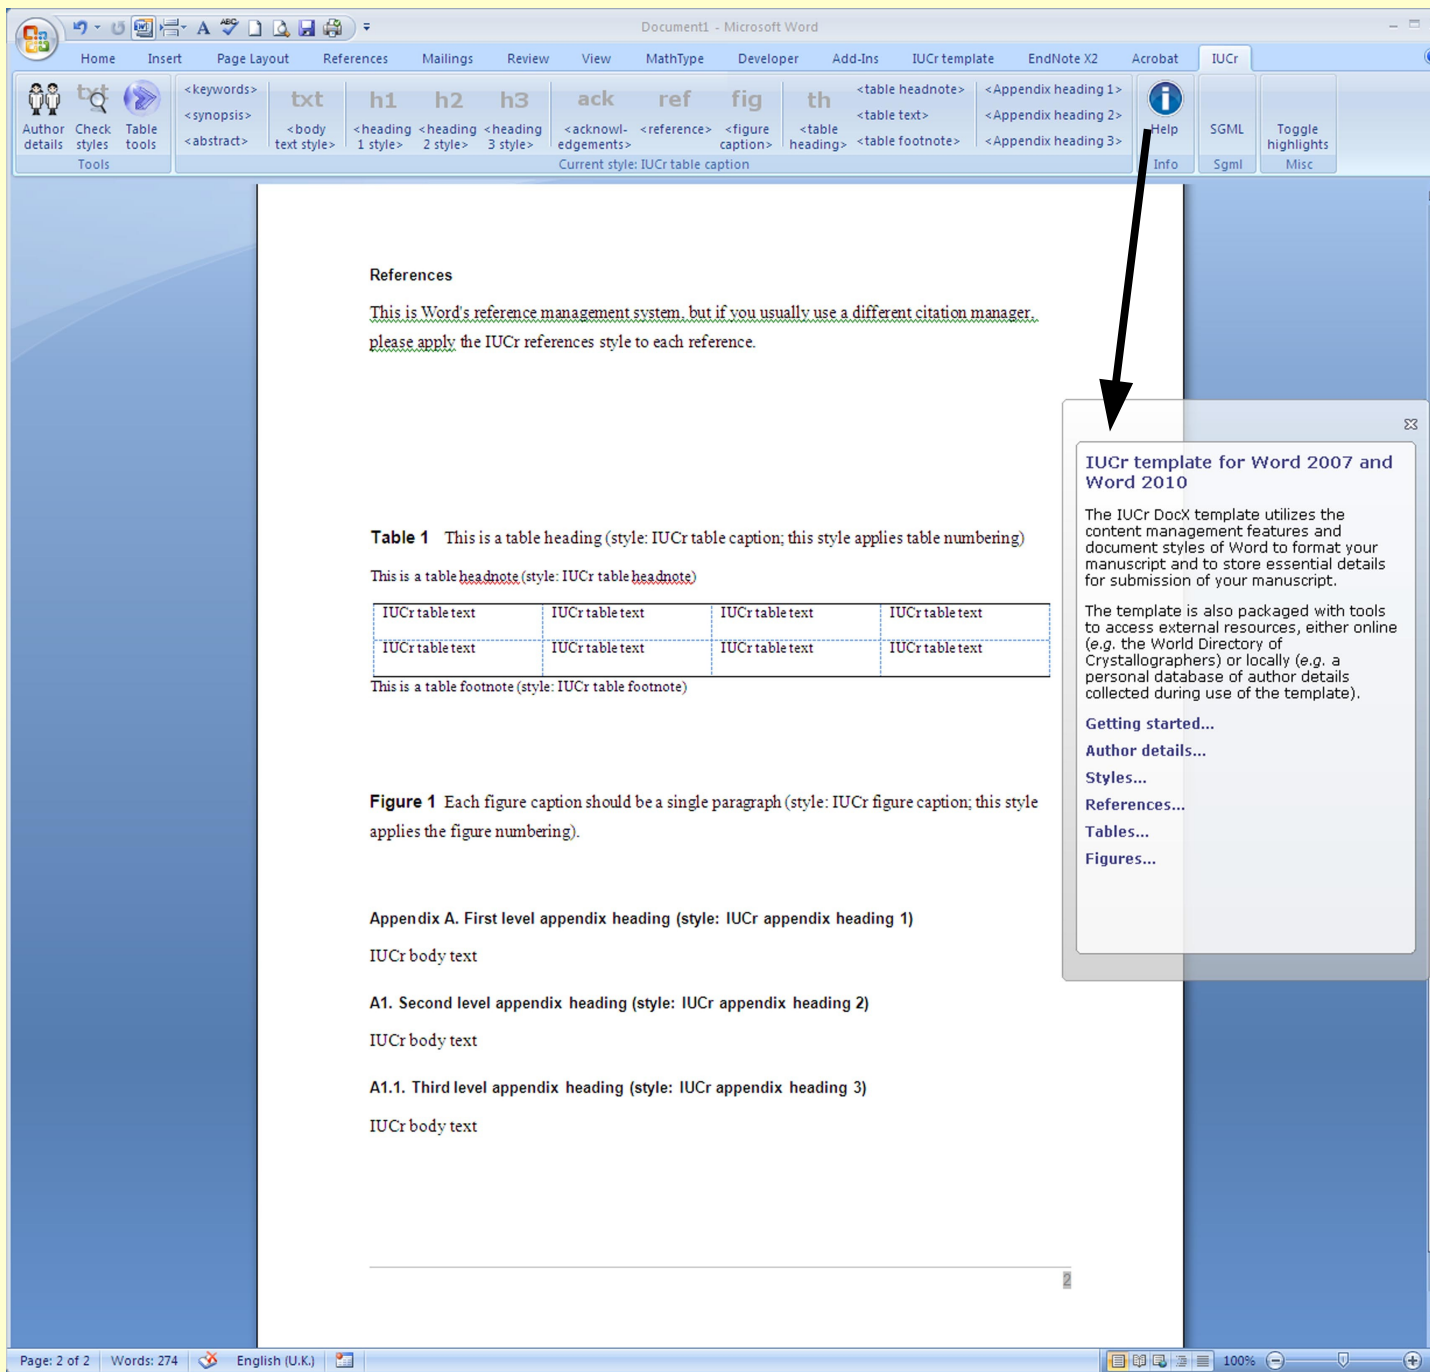 Document1 - Microsoft Word
Home Insert Page Layout References Mailings Review View MathType Developer Add-Ins IUCr template EndNote X2 Acrobat IUCr
Author details
Check styles
Table tools
Tools
<keywords>
<synopsis>
<abstract>
txt
<body text style>
h1
<heading 1 style>
h2
<heading 2 style>
h3
<heading 3 style>
ack
<acknowl-edgements>
ref
<reference>
fig
<figure caption>
th
<table heading>
<table headnote>
<table text>
<table footnote>
<Appendix heading 1>
<Appendix heading 2>
<Appendix heading 3>
Current style: IUCr table caption
Help
Info
SGML
Sgml
Toggle highlights
Misc
References
This is Word's reference management system, but if you usually use a different citation manager,
please apply the IUCr references style to each reference.
Table 1 This is a table heading (style: IUCr table caption; this style applies table numbering)
This is a table headnote (style: IUCr table headnote)
IUCr table text IUCr table text IUCr table text IUCr table text
IUCr table text IUCr table text IUCr table text IUCr table text
This is a table footnote (style: IUCr table footnote)
Figure 1 Each figure caption should be a single paragraph (style: IUCr figure caption; this style
applies the figure numbering).
Appendix A. First level appendix heading (style: IUCr appendix heading 1)
IUCr body text
A1. Second level appendix heading (style: IUCr appendix heading 2)
IUCr body text
A1.1. Third level appendix heading (style: IUCr appendix heading 3)
IUCr body text
2
IUCr template for Word 2007 and
Word 2010
The IUCr DocX template utilizes the
content management features and
document styles of Word to format your
manuscript and to store essential details
for submission of your manuscript.
The template is also packaged with tools
to access external resources, either online
(e.g. the World Directory of
Crystallographers) or locally (e.g. a
personal database of author details
collected during use of the template).
Getting started...
Author details...
Styles...
References...
Tables...
Figures...
Page: 2 of 2 Words: 274 English (U.K.) 100%